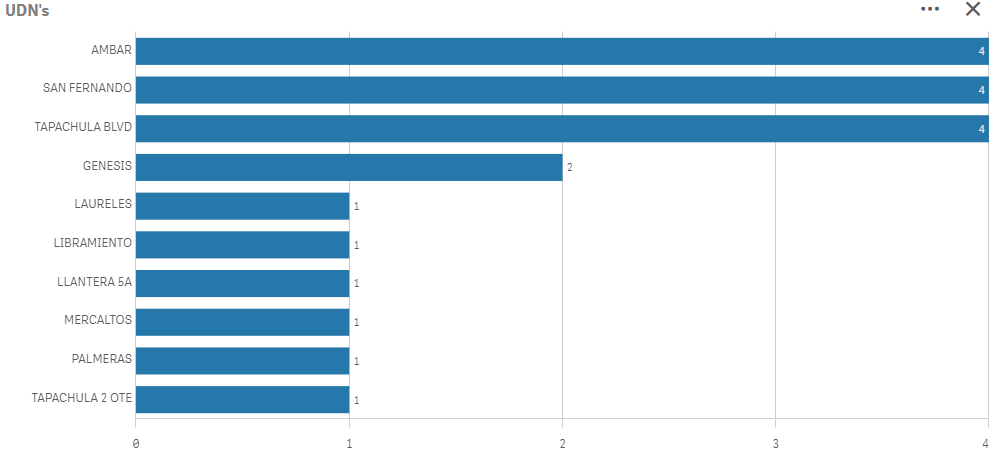 UDN's
AMBAR 4
SAN FERNANDO 4
TAPACHULA BLVD 4
GENESIS 2
LAURELES 1
LIBRAMIENTO 1
LLANTERA 5A 1
MERCALTOS 1
PALMERAS 1
TAPACHULA 2 OTE 1
0 1 2 3 4